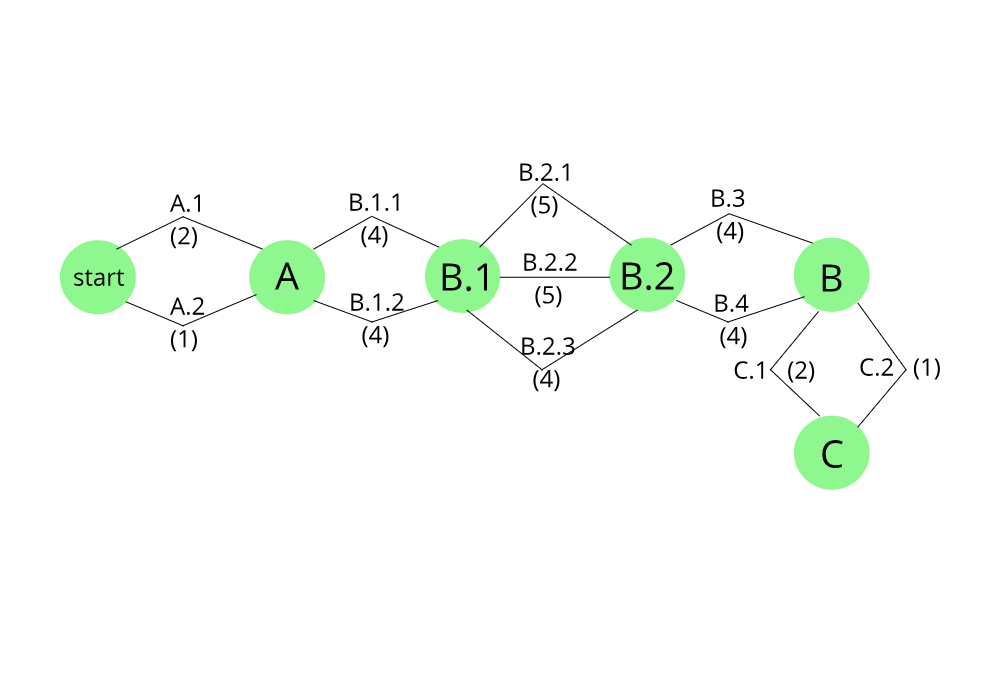 A.1
(2)
start
A.2
(1)
A
B.1.1
(4)
B.1.2
(4)
B.1
B.2.1
(5)
B.2.2
(5)
B.2.3
(4)
B.2
B.3
(4)
B.4
(4)
B
C.1 (2)
C.2 (1)
C